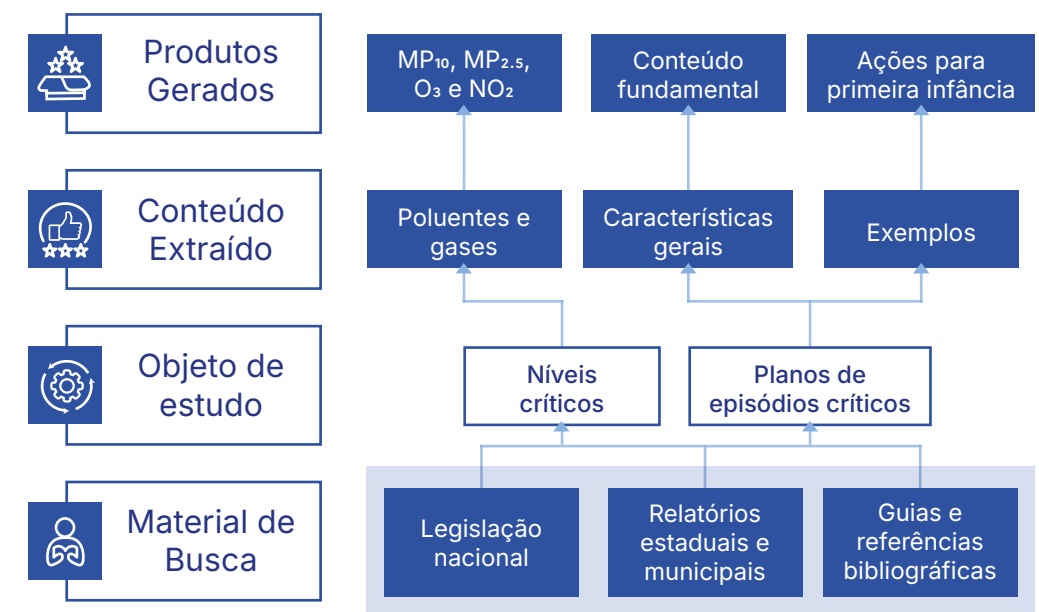 Produtos
Gerados
MP₁₀, MP₂.₅,
O₃ e NO₂
Conteúdo
fundamental
Ações para
primeira infância
Conteúdo
Extraído
Poluentes e
gases
Características
gerais
Exemplos
Objeto de
estudo
Níveis
críticos
Planos de
episódios críticos
Material de
Busca
Legislação
nacional
Relatórios
estaduais e
municipais
Guias e
referências
bibliográficas